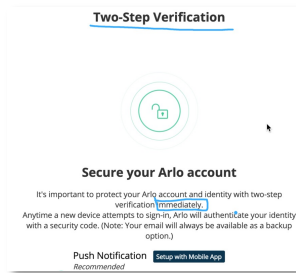 Two-Step Verification
Secure your Arlo account
It's important to protect your Arlo account and identity with two-step
verification immediately.
Anytime a new device attempts to sign-in, Arlo will authenticate your identity
with a security code. (Note: Your email will always be available as a backup
option.)
Push Notification Setup with Mobile App
Recommended